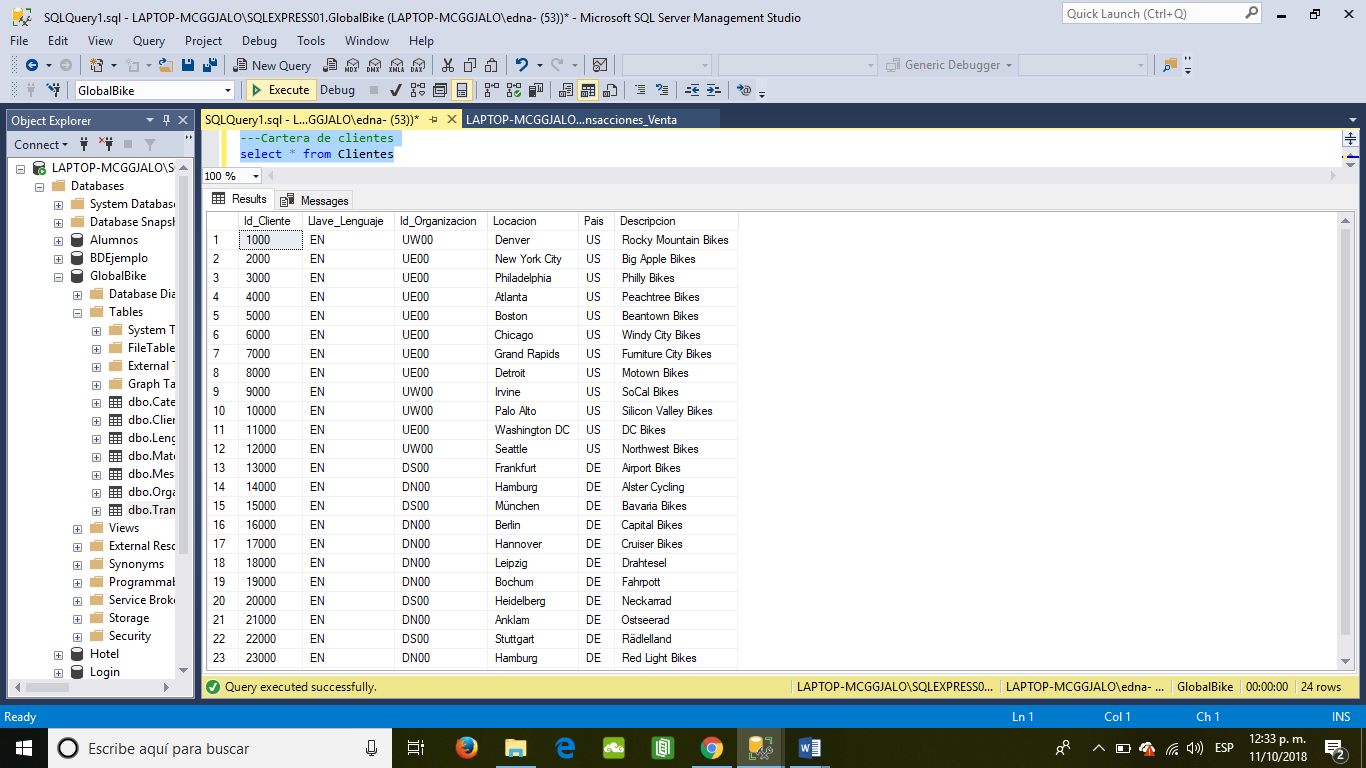 SQLQuery1.sql - LAPTOP-MCGGJALO\SQLEXPRESS01.GlobalBike (LAPTOP-MCGGJALO\edna- (53))* - Microsoft SQL Server Management Studio
Quick Launch (Ctrl+Q)
File Edit View Query Project Debug Tools Window Help
New Query MDX DMX XMLA DAX Generic Debugger
GlobalBike Execute Debug
Object Explorer
SQLQuery1.sql - L...GGJALO\edna- (53))* LAPTOP-MCGGJALO...nsacciones_Venta
Connect
---Cartera de clientes
select * from Clientes
100 %
LAPTOP-MCGGJALO\S
Databases
System Databas
Database Snapsh
Alumnos
BDEjemplo
GlobalBike
Database Dia
Tables
System T
FileTable
External T
Graph Ta
dbo.Cate
dbo.Clier
dbo.Leng
dbo.Mate
dbo.Mes
dbo.Orga
dbo.Tran
Views
External Resc
Synonyms
Programmal
Service Broke
Storage
Security
Hotel
Login
Results Messages
Id_Cliente Llave_Lenguaje Id_Organizacion Locacion Pais Descripcion
1 1000 EN UW00 Denver US Rocky Mountain Bikes
2 2000 EN UE00 New York City US Big Apple Bikes
3 3000 EN UE00 Philadelphia US Philly Bikes
4 4000 EN UE00 Atlanta US Peachtree Bikes
5 5000 EN UE00 Boston US Beantown Bikes
6 6000 EN UE00 Chicago US Windy City Bikes
7 7000 EN UE00 Grand Rapids US Furniture City Bikes
8 8000 EN UE00 Detroit US Motown Bikes
9 9000 EN UW00 Irvine US SoCal Bikes
10 10000 EN UW00 Palo Alto US Silicon Valley Bikes
11 11000 EN UE00 Washington DC US DC Bikes
12 12000 EN UW00 Seattle US Northwest Bikes
13 13000 EN DS00 Frankfurt DE Airport Bikes
14 14000 EN DN00 Hamburg DE Alster Cycling
15 15000 EN DS00 München DE Bavaria Bikes
16 16000 EN DN00 Berlin DE Capital Bikes
17 17000 EN DN00 Hannover DE Cruiser Bikes
18 18000 EN DN00 Leipzig DE Drahtesel
19 19000 EN DN00 Bochum DE Fahrpott
20 20000 EN DS00 Heidelberg DE Neckarrad
21 21000 EN DN00 Anklam DE Ostseerad
22 22000 EN DS00 Stuttgart DE Rädlelland
23 23000 EN DN00 Hamburg DE Red Light Bikes
Query executed successfully. LAPTOP-MCGGJALO\SQLEXPRESS0... LAPTOP-MCGGJALO\edna- ... GlobalBike 00:00:00 24 rows
Ready Ln 1 Col 1 Ch 1 INS
Escribe aquí para buscar
ESP
12:33 p. m.
11/10/2018
2